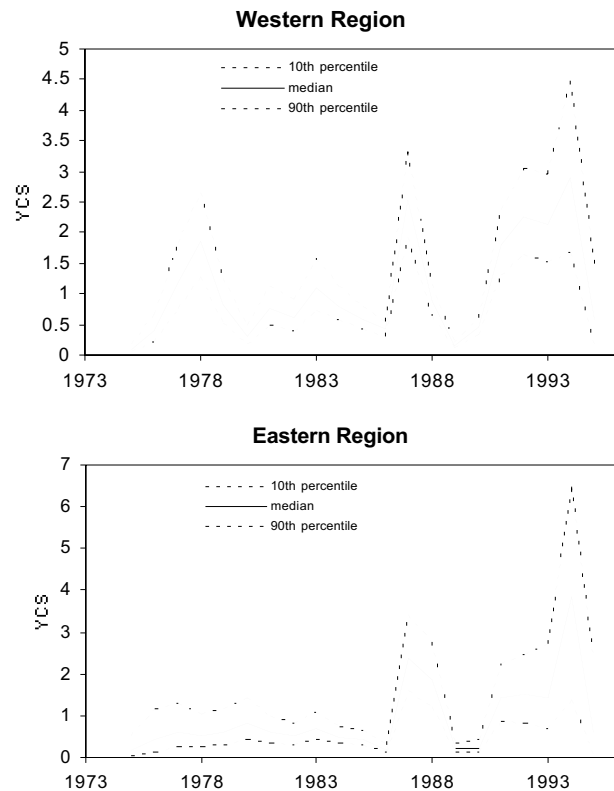 Western Region
5
4.5
4
3.5
3
2.5
2
1.5
1
0.5
0
YCS
10th percentile
median
90th percentile
1973 1978 1983 1988 1993
Eastern Region
7
6
5
4
3
2
1
0
YCS
10th percentile
median
90th percentile
1973 1978 1983 1988 1993